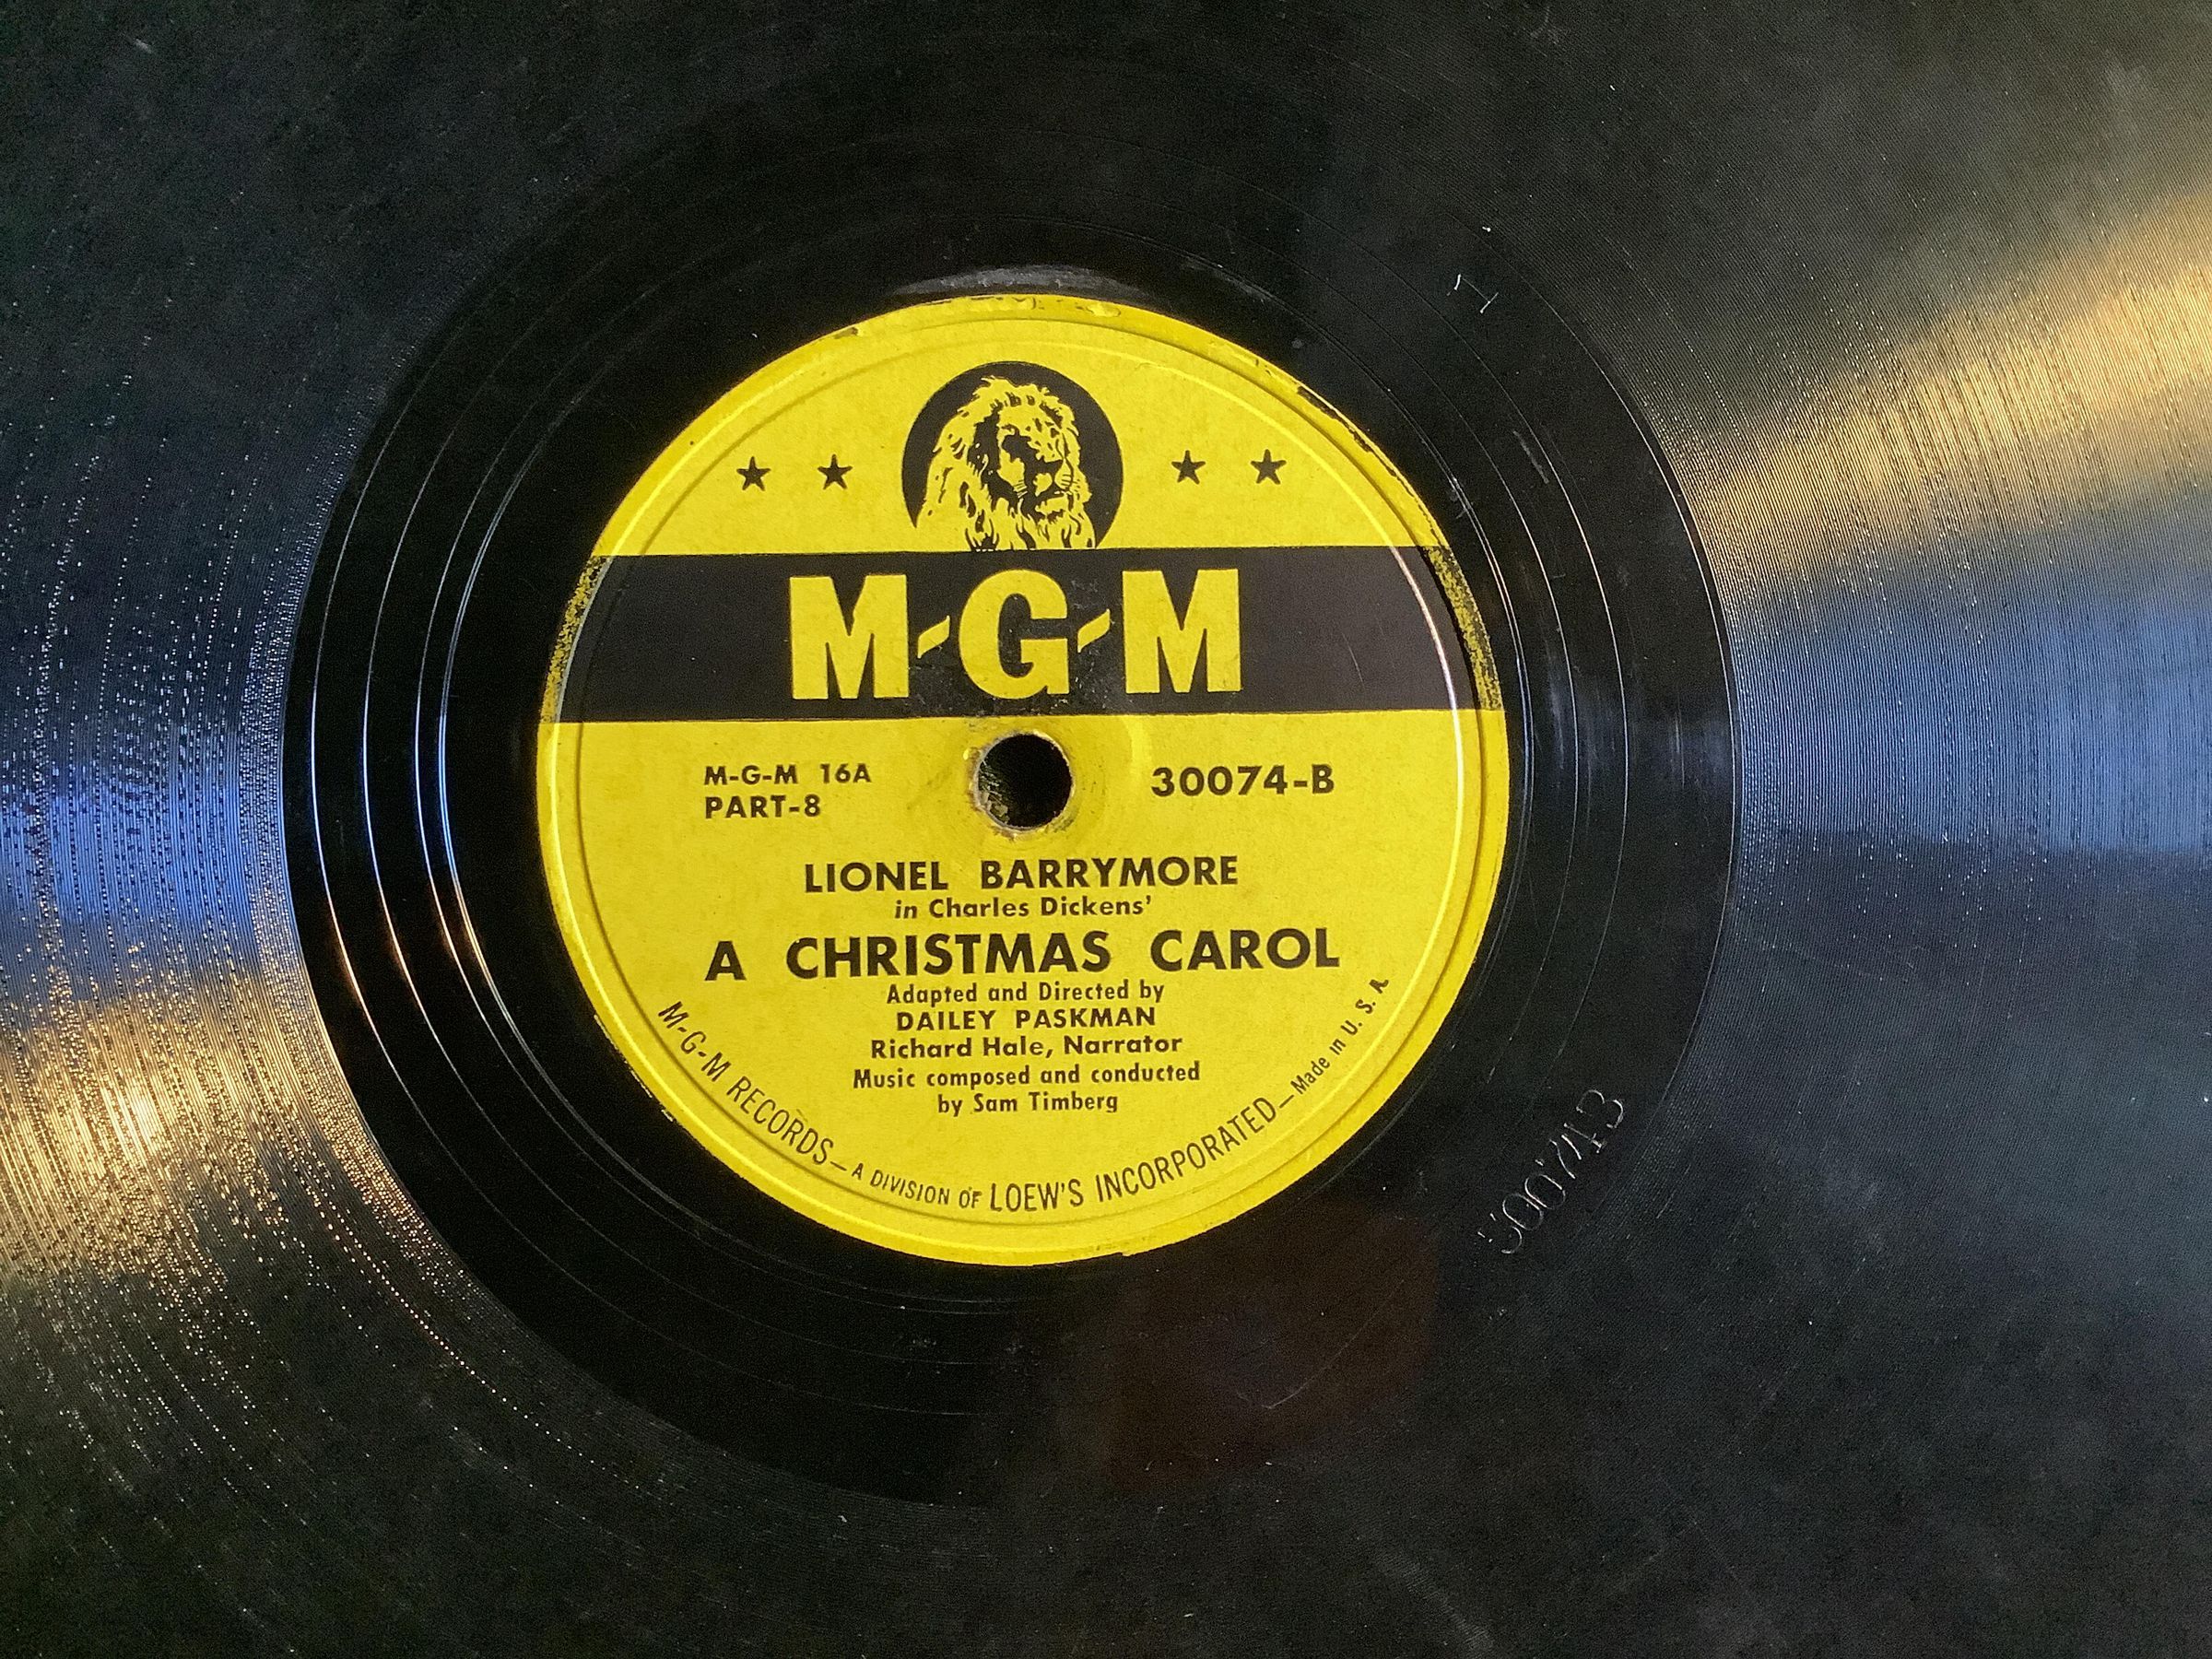 M-G-M
M-G-M 16A
PART-8
30074-B
LIONEL BARRYMORE
in Charles Dickens'
A CHRISTMAS CAROL
Adapted and Directed by
DAILEY PASKMAN
Richard Hale, Narrator
Music composed and conducted
by Sam Timberg
M-G-M RECORDS—A DIVISION OF LOEW'S INCORPORATED—Made in U. S. A.
1